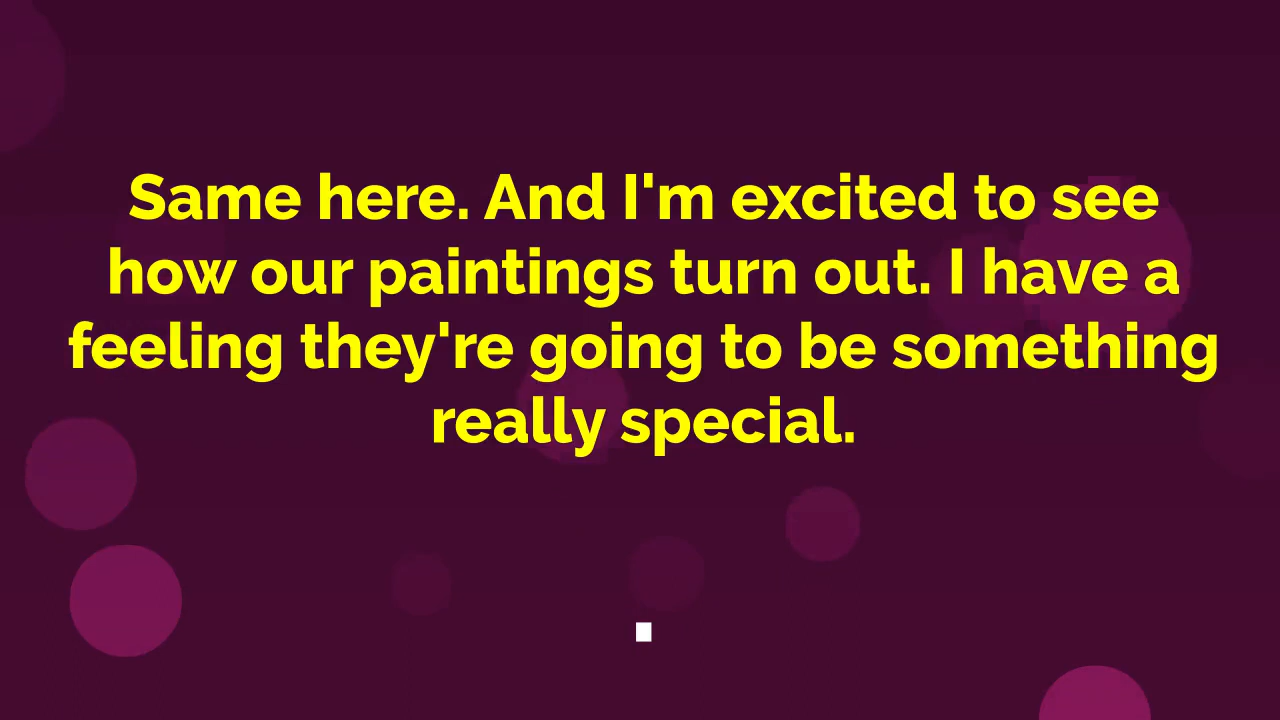 Same here. And I'm excited to see
how our paintings turn out. I have a
feeling they're going to be something
really special.